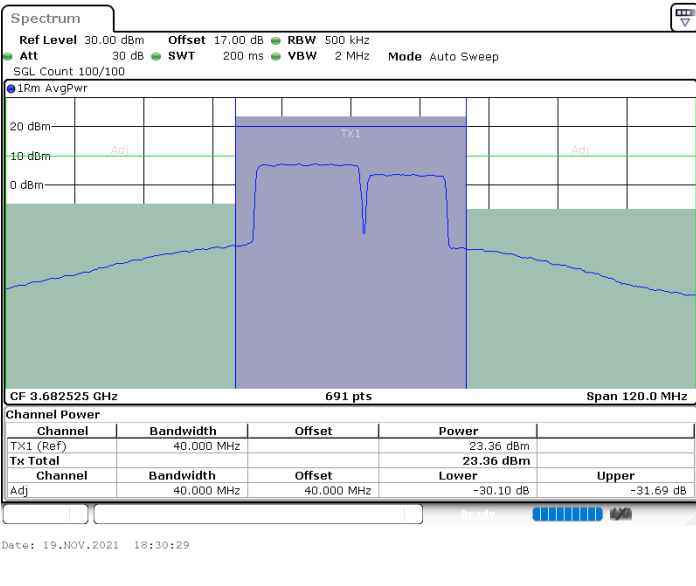 Spectrum
Ref Level 30.00 dBm Offset 17.00 dB RBW 500 kHz
Att 30 dB SWT 200 ms VBW 2 MHz Mode Auto Sweep
SGL Count 100/100
1Rm AvgPwr
20 dBm
TX1
Adj Adj
10 dBm
0 dBm
CF 3.682525 GHz 691 pts Span 120.0 MHz
Channel Power
Channel Bandwidth Offset Power
TX1 (Ref) 40.000 MHz 23.36 dBm
Tx Total 23.36 dBm
Channel Bandwidth Offset Lower Upper
Adj 40.000 MHz 40.000 MHz -30.10 dB -31.69 dB
Ready
Date: 19.NOV.2021 18:30:29